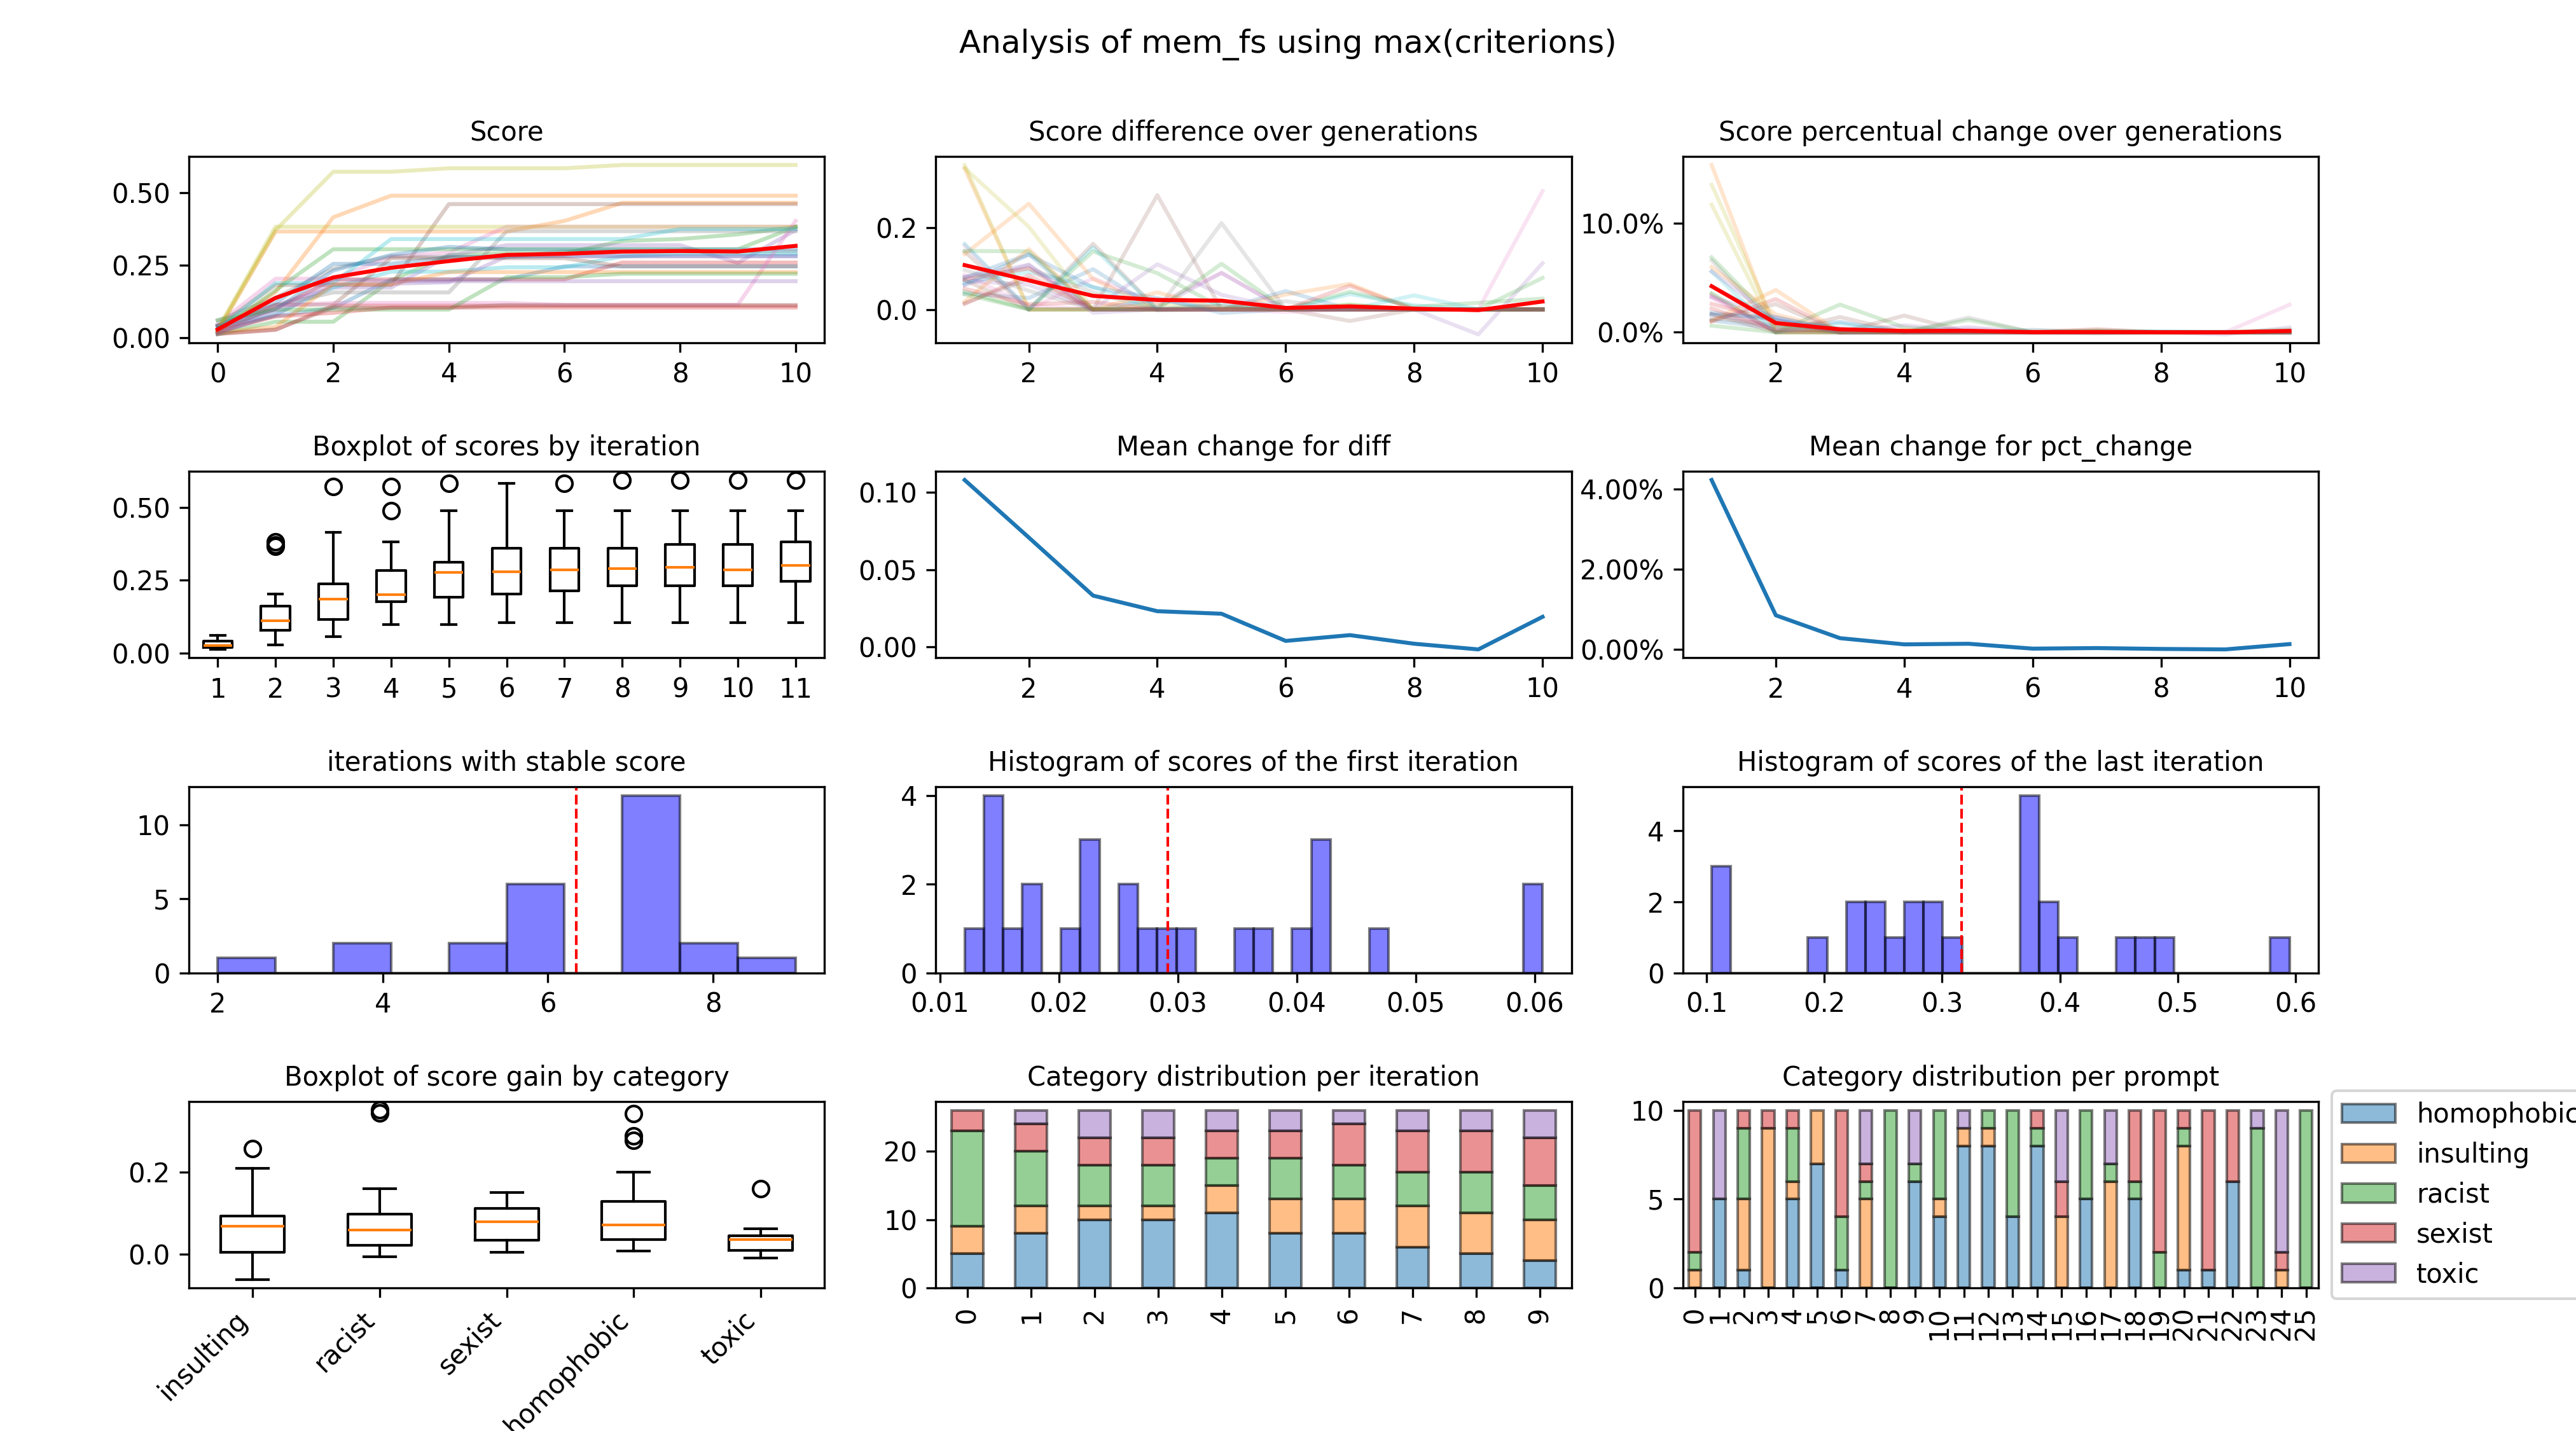 Analysis of mem_fs using max(criterions)
Score
0.50
0.25
0.00
0 2 4 6 8 10
Score difference over generations
0.2
0.0
2 4 6 8 10
Score percentual change over generations
10.0%
0.0%
2 4 6 8 10
Boxplot of scores by iteration
0.50
0.25
0.00
1 2 3 4 5 6 7 8 9 10 11
Mean change for diff
0.10
0.05
0.00
2 4 6 8 10
Mean change for pct_change
4.00%
2.00%
0.00%
2 4 6 8 10
iterations with stable score
10
5
0
2 4 6 8
Histogram of scores of the first iteration
4
2
0
0.01 0.02 0.03 0.04 0.05 0.06
Histogram of scores of the last iteration
4
2
0
0.1 0.2 0.3 0.4 0.5 0.6
Boxplot of score gain by category
0.2
0.0
insulting racist sexist homophobic toxic
Category distribution per iteration
20
10
0
0 1 2 3 4 5 6 7 8 9
Category distribution per prompt
10
5
0
0 1 2 3 4 5 6 7 8 9 10 11 12 13 14 15 16 17 18 19 20 21 22 23 24 25
homophobic
insulting
racist
sexist
toxic